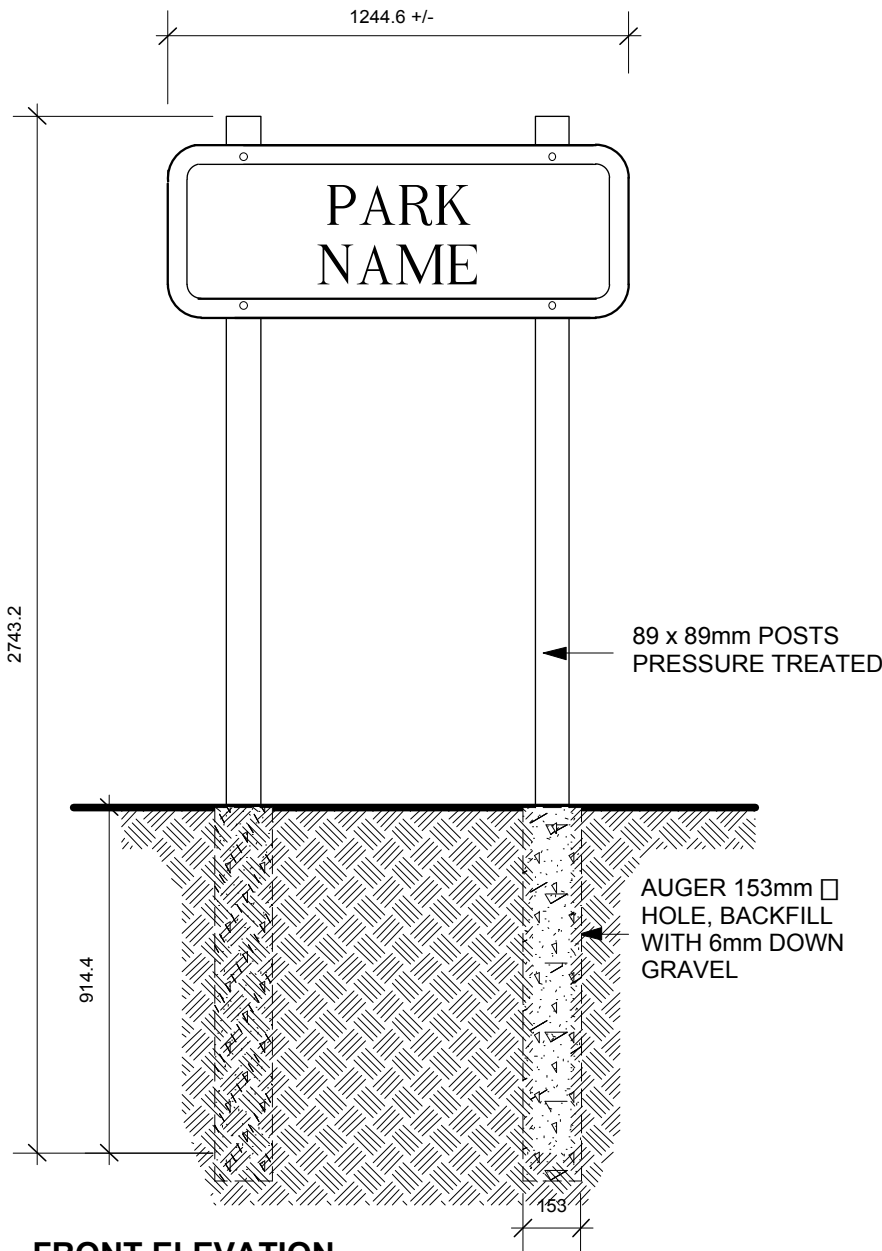 1244.6 +/-
PARK
NAME
2743.2
89 x 89mm POSTS
PRESSURE TREATED
AUGER 153mm □
HOLE, BACKFILL
WITH 6mm DOWN
GRAVEL
914.4
153
FRONT ELEVATION